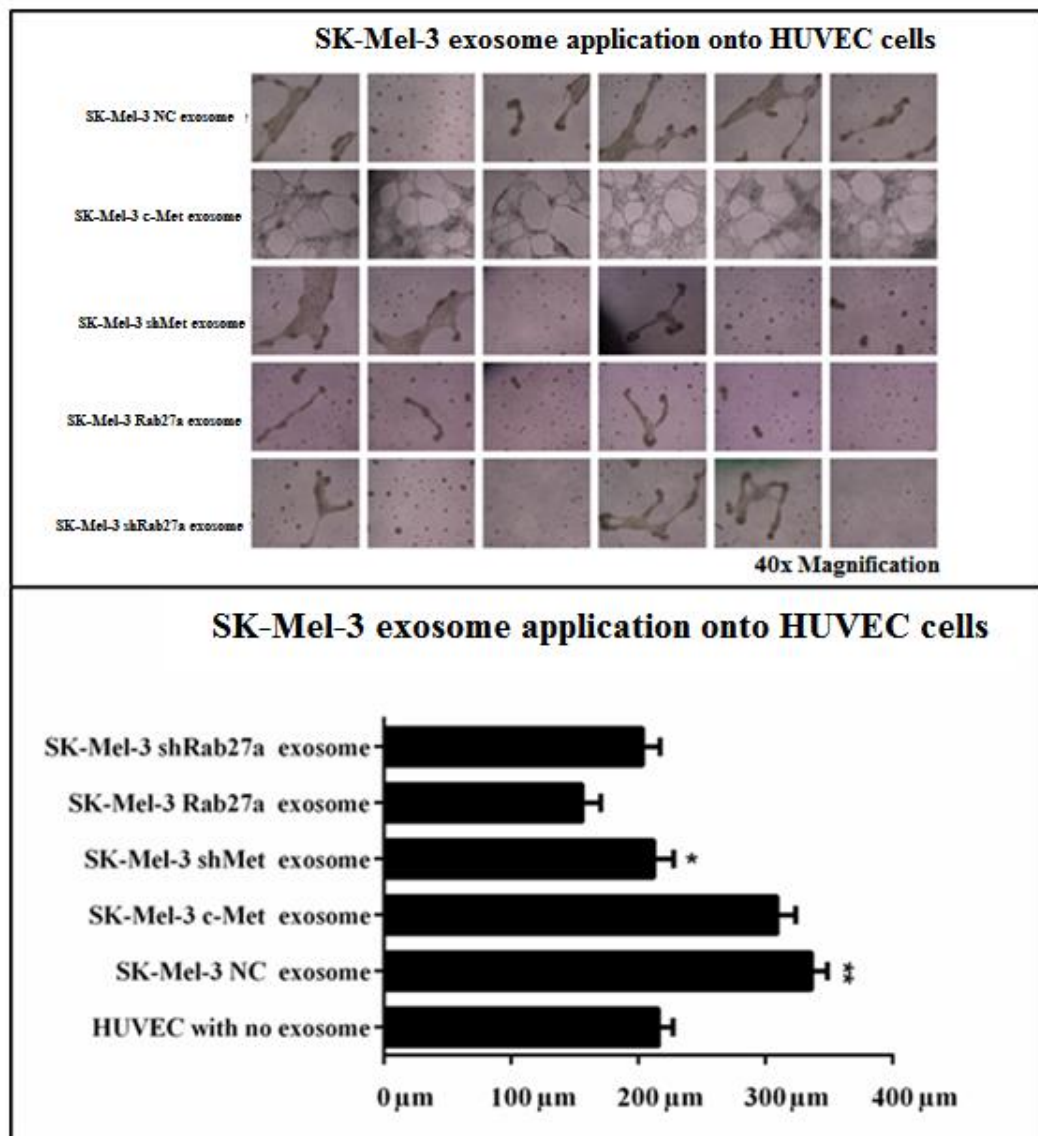 SK-Mel-3 exosome application onto HUVEC cells
SK-Mel-3 NC exosome
SK-Mel-3 c-Met exosome
SK-Mel-3 shMet exosome
SK-Mel-3 Rab27a exosome
SK-Mel-3 shRab27a exosome
40x Magnification
SK-Mel-3 exosome application onto HUVEC cells
SK-Mel-3 shRab27a exosome
SK-Mel-3 Rab27a exosome
SK-Mel-3 shMet exosome *
SK-Mel-3 c-Met exosome
SK-Mel-3 NC exosome **
HUVEC with no exosome
0 µm 100 µm 200 µm 300 µm 400 µm